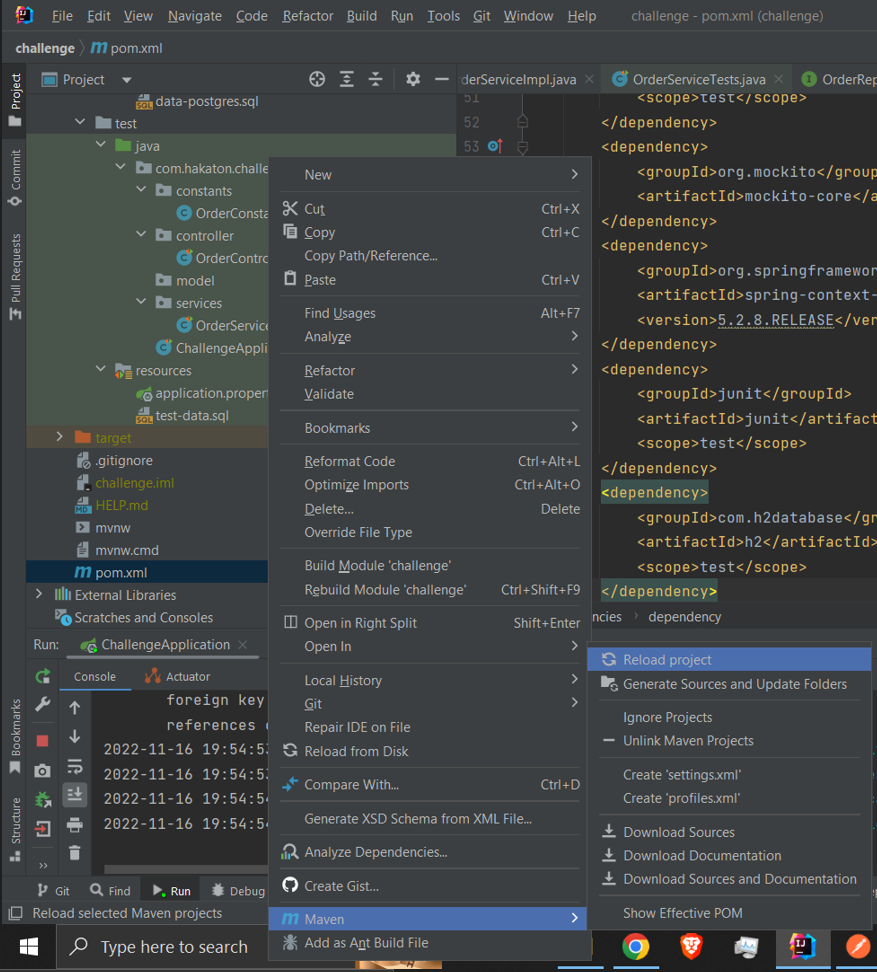 File Edit View Navigate Code Refactor Build Run Tools Git Window Help challenge - pom.xml (challenge)
challenge m pom.xml
Project
Project
derServiceImpl.java OrderServiceTests.java OrderRep
data-postgres.sql
test
java
com.hakaton.challe
constants
OrderConsta
controller
OrderContro
model
services
OrderService
ChallengeAppli
resources
application.propert
test-data.sql
target
.gitignore
challenge.iml
HELP.md
mvnw
mvnw.cmd
m pom.xml
External Libraries
Scratches and Consoles
Commit
Pull Requests
Bookmarks
Structure
51
52
53
<scope>test</scope>
</dependency>
<dependency>
<groupId>org.mockito</group
<artifactId>mockito-core</a
</dependency>
<dependency>
<groupId>org.springframewor
<artifactId>spring-context-
<version>5.2.8.RELEASE</ver
</dependency>
<dependency>
<groupId>junit</groupId>
<artifactId>junit</artifact
<scope>test</scope>
</dependency>
<dependency>
<groupId>com.h2database</gr
<artifactId>h2</artifactId>
<scope>test</scope>
</dependency>
ncies dependency
New
Cut Ctrl+X
Copy Ctrl+C
Copy Path/Reference...
Paste Ctrl+V
Find Usages Alt+F7
Analyze
Refactor
Validate
Bookmarks
Reformat Code Ctrl+Alt+L
Optimize Imports Ctrl+Alt+O
Delete... Delete
Override File Type
Build Module 'challenge'
Rebuild Module 'challenge' Ctrl+Shift+F9
Open in Right Split Shift+Enter
Open In
Local History
Git
Repair IDE on File
Reload from Disk
Compare With... Ctrl+D
Generate XSD Schema from XML File...
Analyze Dependencies...
Create Gist...
m Maven
Add as Ant Build File
Reload project
Generate Sources and Update Folders
Ignore Projects
Unlink Maven Projects
Create 'settings.xml'
Create 'profiles.xml'
Download Sources
Download Documentation
Download Sources and Documentation
Show Effective POM
Run: ChallengeApplication
Console Actuator
foreign key
references
2022-11-16 19:54:53
2022-11-16 19:54:53
2022-11-16 19:54:54
2022-11-16 19:54:54
Git Find Run Debug
Reload selected Maven projects
Type here to search